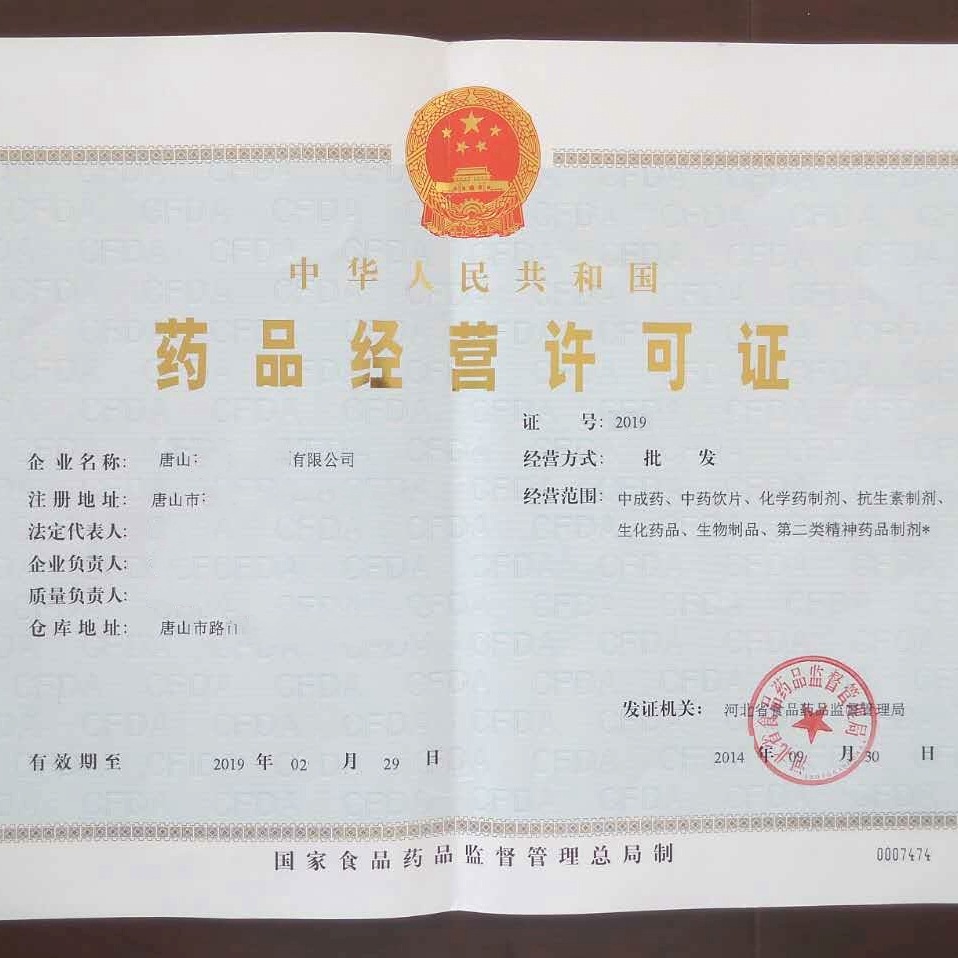 中华人民共和国
药品经营许可证
证 号: 2019
企业名称: 唐山 有限公司
经营方式: 批 发
注册地址: 唐山市
经营范围: 中成药、中药饮片、化学药制剂、抗生素制剂、
生化药品、生物制品、第二类精神药品制剂*
法定代表人:
企业负责人:
质量负责人:
仓库地址: 唐山市路
发证机关: 河北省食品药品监督管理局
河北省食品药品监督管理局
有效期至 2019 年 02 月 29 日
2014 年 09 月 30 日
国家食品药品监督管理总局制
0007474
CFDA